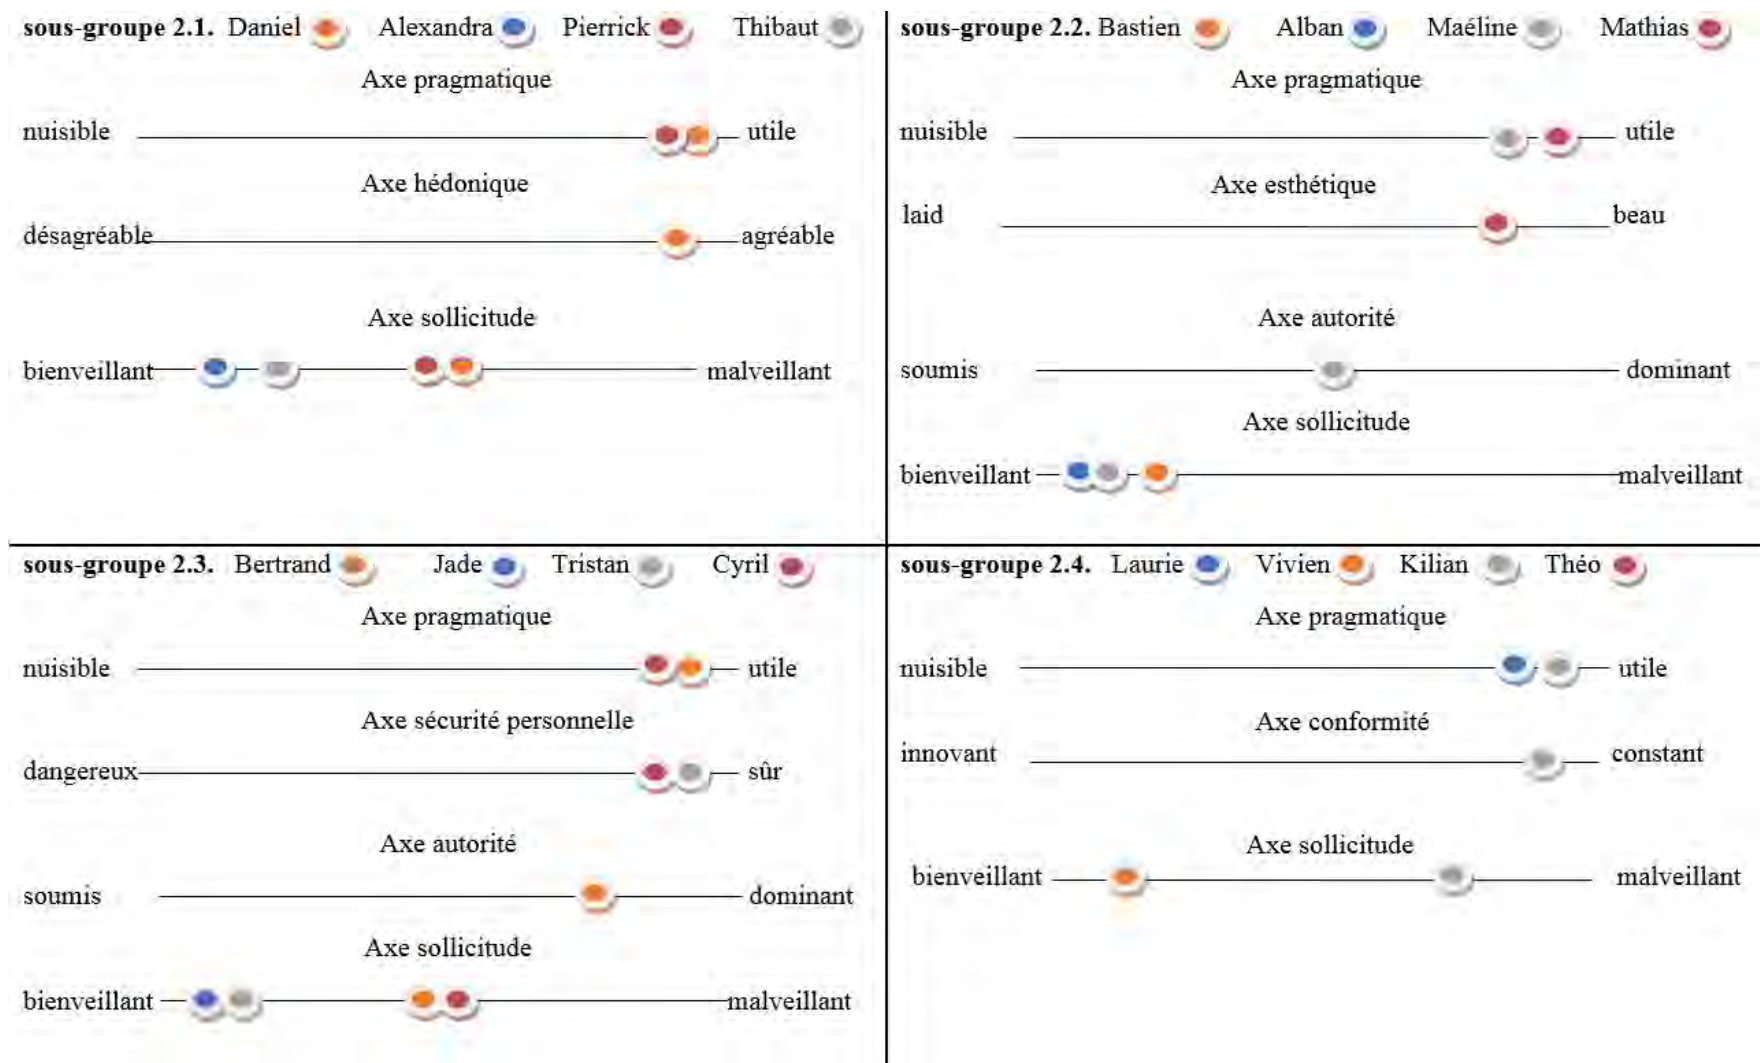 sous-groupe 2.1. Daniel Alexandra Pierrick Thibaut
Axe pragmatique
nuisible utile
Axe hédonique
désagréable agréable
Axe sollicitude
bienveillant malveillant
sous-groupe 2.2. Bastien Alban Maéline Mathias
Axe pragmatique
nuisible utile
Axe esthétique
laid beau
Axe autorité
soumis dominant
Axe sollicitude
bienveillant malveillant
sous-groupe 2.3. Bertrand Jade Tristan Cyril
Axe pragmatique
nuisible utile
Axe sécurité personnelle
dangereux sûr
Axe autorité
soumis dominant
Axe sollicitude
bienveillant malveillant
sous-groupe 2.4. Laurie Vivien Kilian Théo
Axe pragmatique
nuisible utile
Axe conformité
innovant constant
Axe sollicitude
bienveillant malveillant